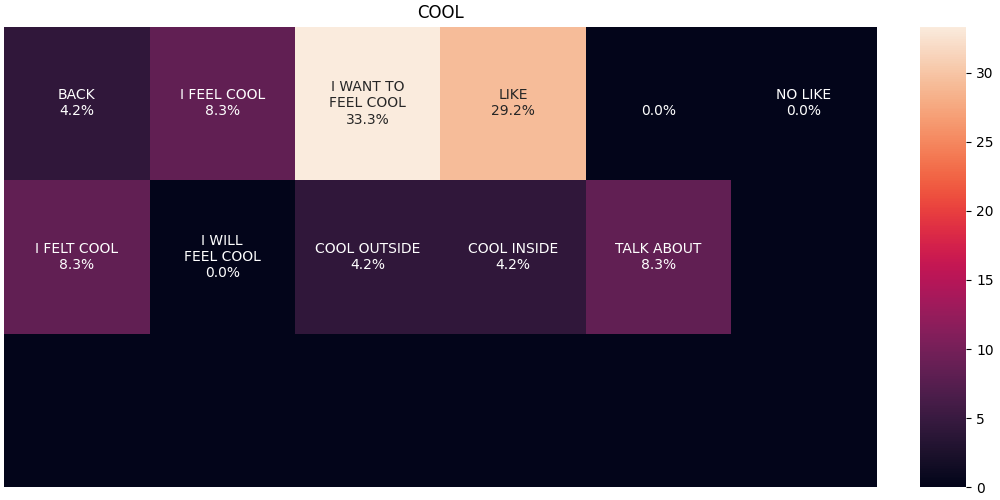 COOL
BACK
4.2%
I FEEL COOL
8.3%
I WANT TO
FEEL COOL
33.3%
LIKE
29.2%
0.0%
NO LIKE
0.0%
I FELT COOL
8.3%
I WILL
FEEL COOL
0.0%
COOL OUTSIDE
4.2%
COOL INSIDE
4.2%
TALK ABOUT
8.3%
30
25
20
15
10
5
0